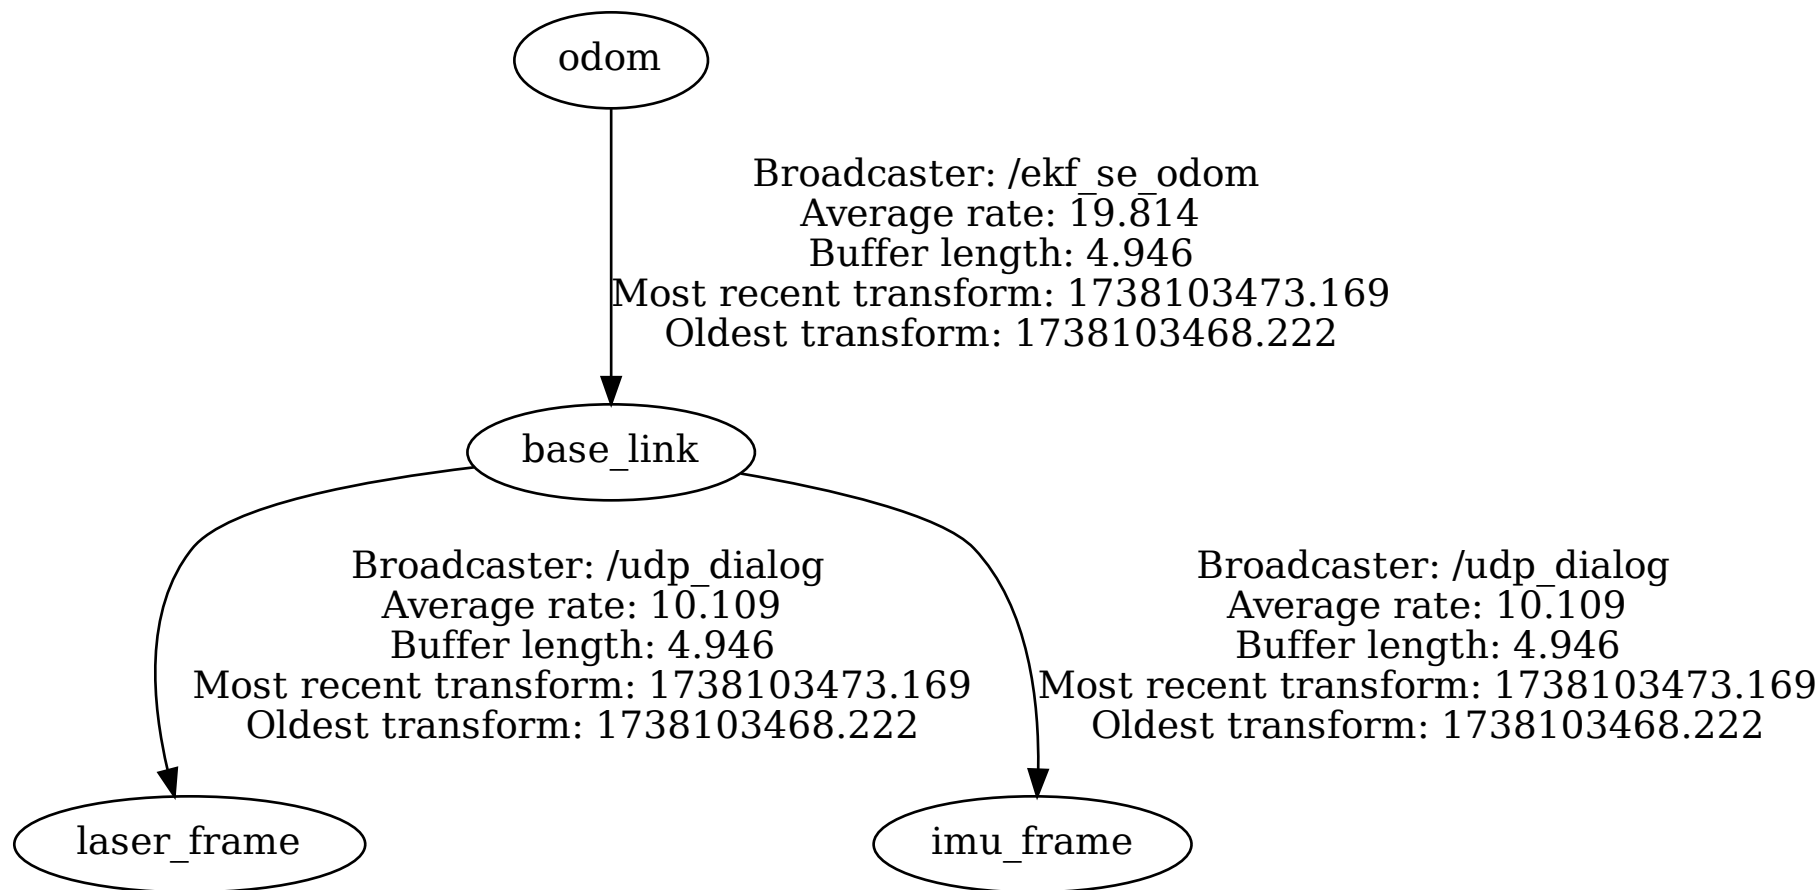 odom
Broadcaster: /ekf_se_odom
Average rate: 19.814
Buffer length: 4.946
Most recent transform: 1738103473.169
Oldest transform: 1738103468.222
base_link
Broadcaster: /udp_dialog
Average rate: 10.109
Buffer length: 4.946
Most recent transform: 1738103473.169
Oldest transform: 1738103468.222
Broadcaster: /udp_dialog
Average rate: 10.109
Buffer length: 4.946
Most recent transform: 1738103473.169
Oldest transform: 1738103468.222
laser_frame
imu_frame